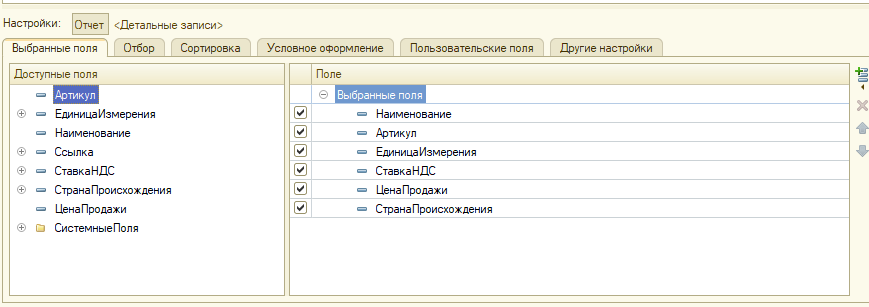 Настройки: Отчет <Детальные записи>
Выбранные поля Отбор Сортировка Условное оформление Пользовательские поля Другие настройки
Доступные поля
Артикул
ЕдиницаИзмерения
Наименование
Ссылка
СтавкаНДС
СтранаПроисхождения
ЦенаПродажи
СистемныеПоля
Поле
Выбранные поля
Наименование
Артикул
ЕдиницаИзмерения
СтавкаНДС
ЦенаПродажи
СтранаПроисхождения